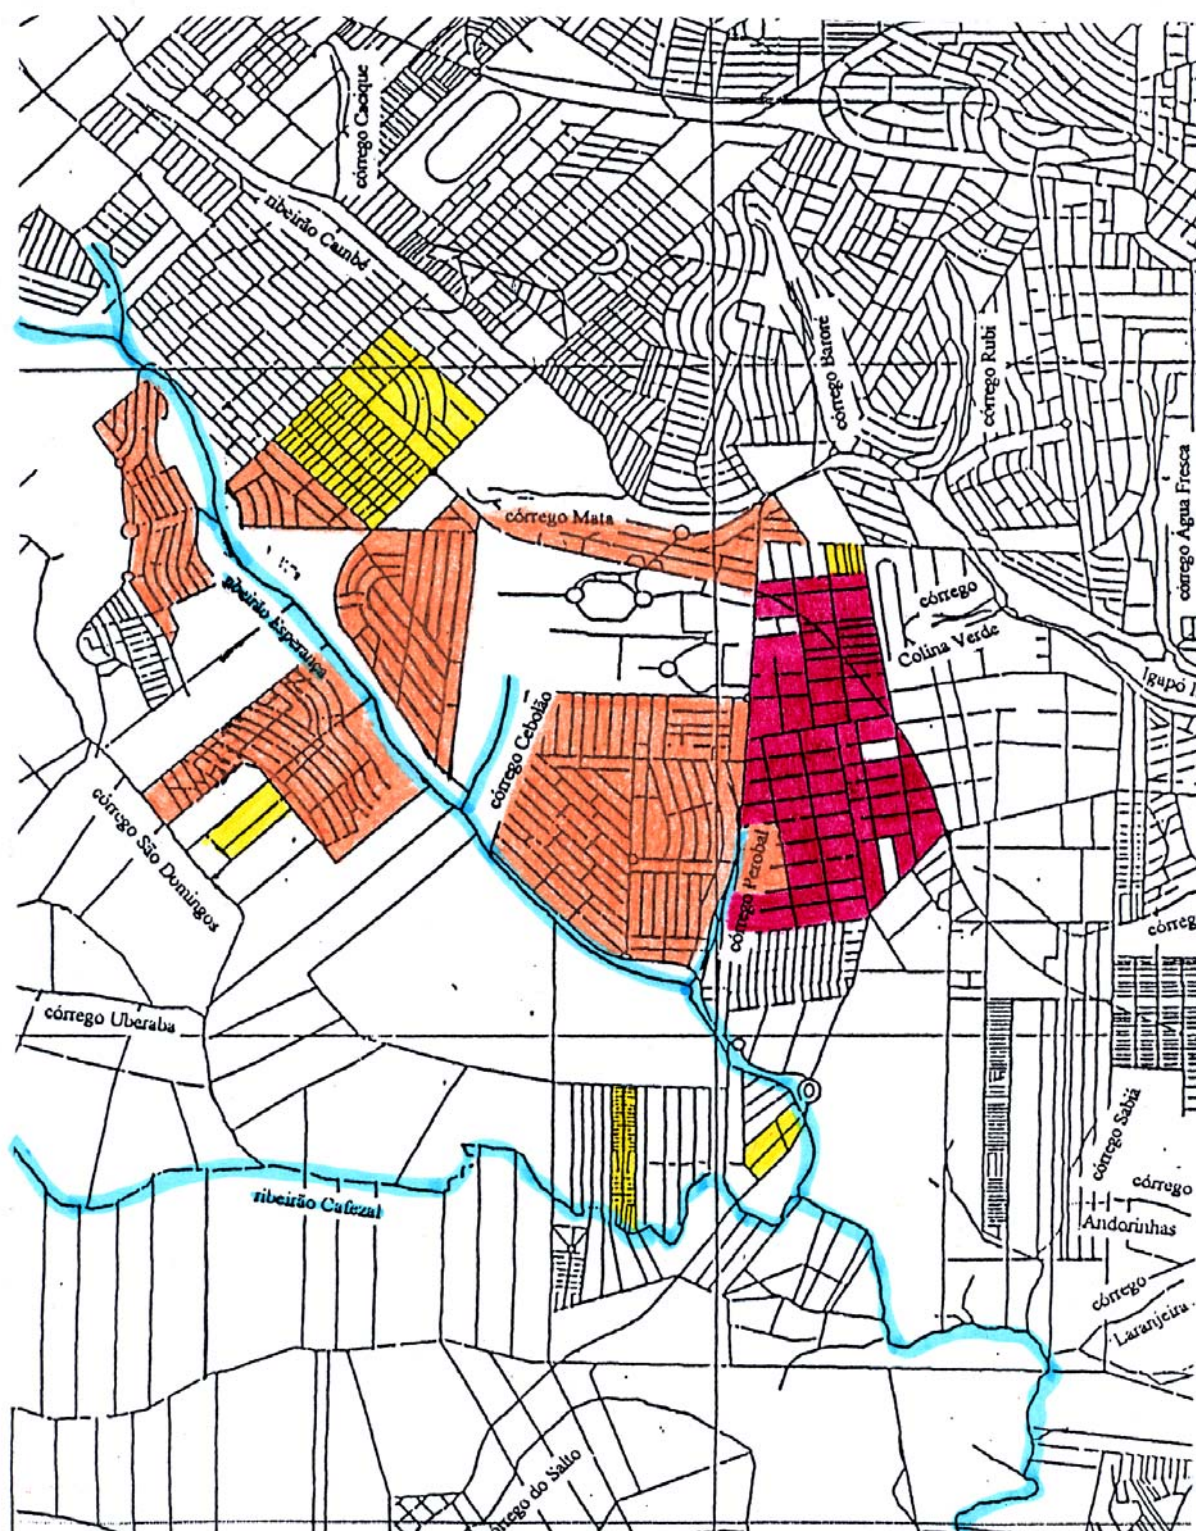 córrego Cacique
ribeirão Cambé
córrego Baroré
córrego Rubi
córrego Água Fresca
córrego Mata
córrego
Colina Verde
Igapó I
ribeirão Esperança
córrego Cebolão
córrego São Domingos
córrego Perobal
córreg
córrego Uberaba
córrego Sabiá
ribeirão Cafezal
córrego
Andorinhas
córrego
Laranjeira
córrego do Salto